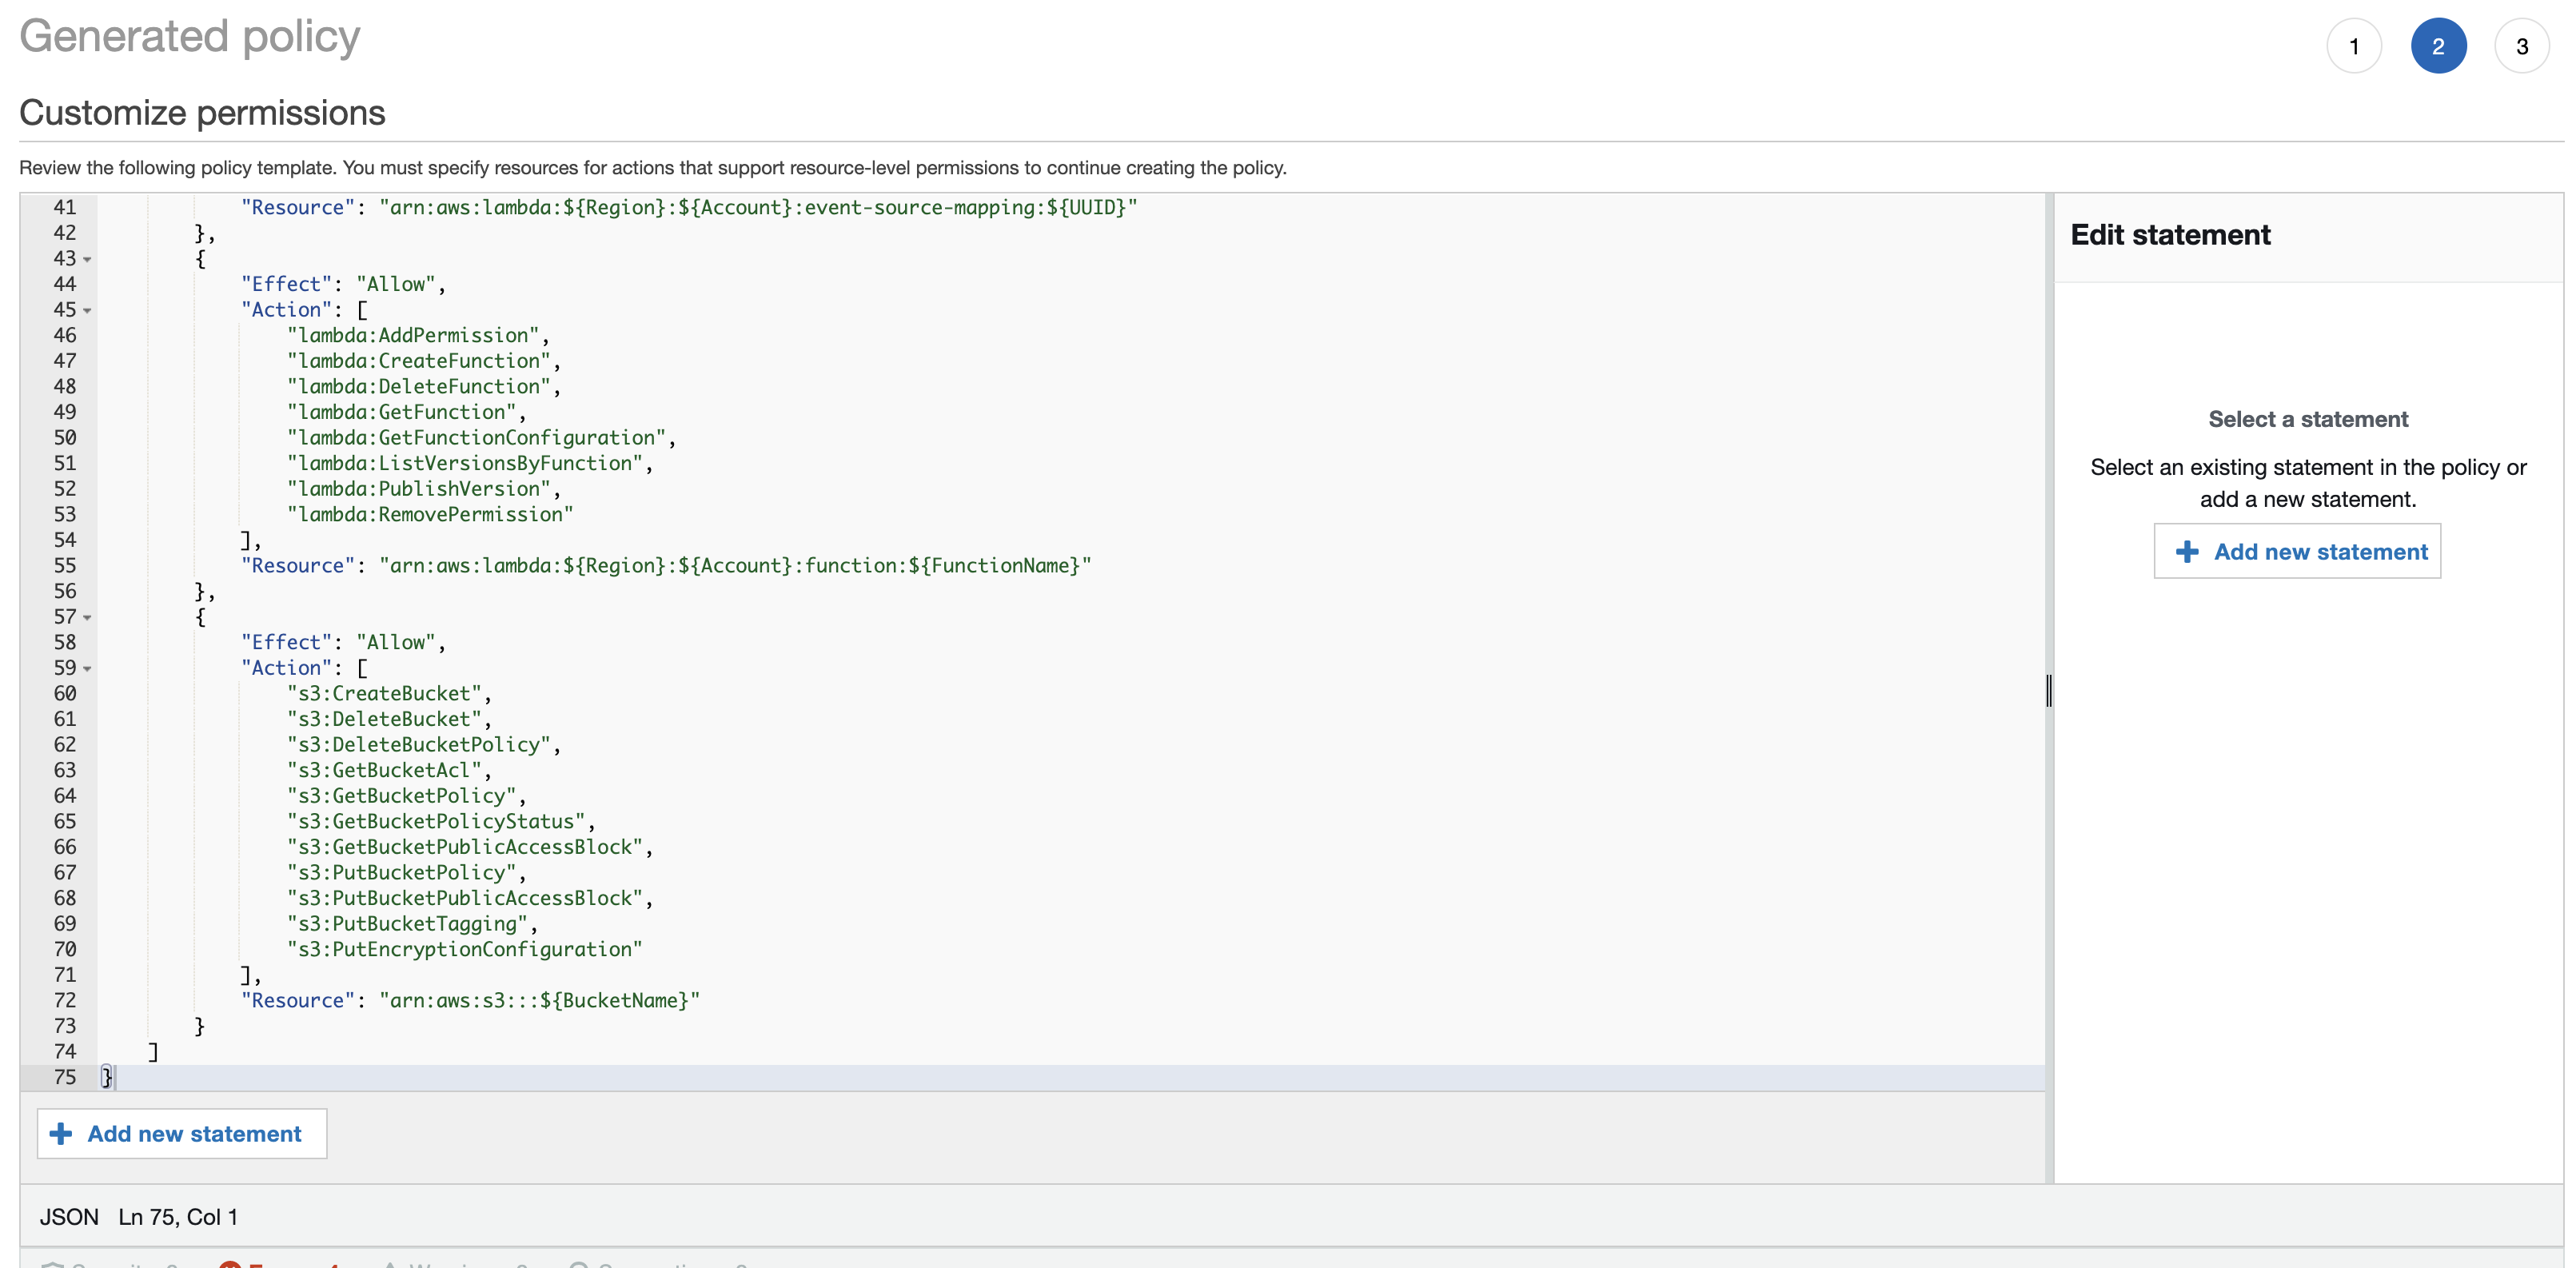 Generated policy
1 2 3
Customize permissions
Review the following policy template. You must specify resources for actions that support resource-level permissions to continue creating the policy.
41 "Resource": "arn:aws:lambda:${Region}:${Account}:event-source-mapping:${UUID}"
42 },
43 {
44 "Effect": "Allow",
45 "Action": [
46 "lambda:AddPermission",
47 "lambda:CreateFunction",
48 "lambda:DeleteFunction",
49 "lambda:GetFunction",
50 "lambda:GetFunctionConfiguration",
51 "lambda:ListVersionsByFunction",
52 "lambda:PublishVersion",
53 "lambda:RemovePermission"
54 ],
55 "Resource": "arn:aws:lambda:${Region}:${Account}:function:${FunctionName}"
56 },
57 {
58 "Effect": "Allow",
59 "Action": [
60 "s3:CreateBucket",
61 "s3:DeleteBucket",
62 "s3:DeleteBucketPolicy",
63 "s3:GetBucketAcl",
64 "s3:GetBucketPolicy",
65 "s3:GetBucketPolicyStatus",
66 "s3:GetBucketPublicAccessBlock",
67 "s3:PutBucketPolicy",
68 "s3:PutBucketPublicAccessBlock",
69 "s3:PutBucketTagging",
70 "s3:PutEncryptionConfiguration"
71 ],
72 "Resource": "arn:aws:s3:::${BucketName}"
73 }
74 ]
75 }
Add new statement
JSON Ln 75, Col 1
Edit statement
Select a statement
Select an existing statement in the policy or
add a new statement.
Add new statement